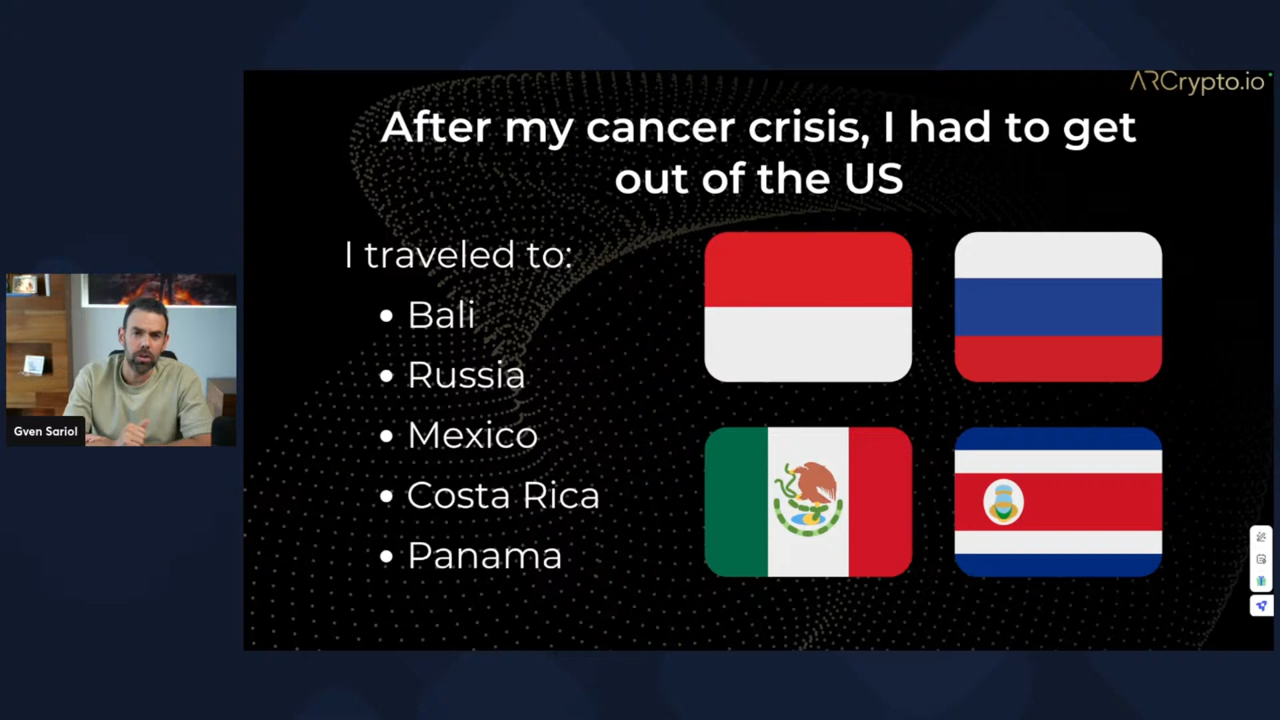 ARCrypto.io
After my cancer crisis, I had to get
out of the US
I traveled to:
• Bali
• Russia
• Mexico
• Costa Rica
• Panama
Gven Sariol